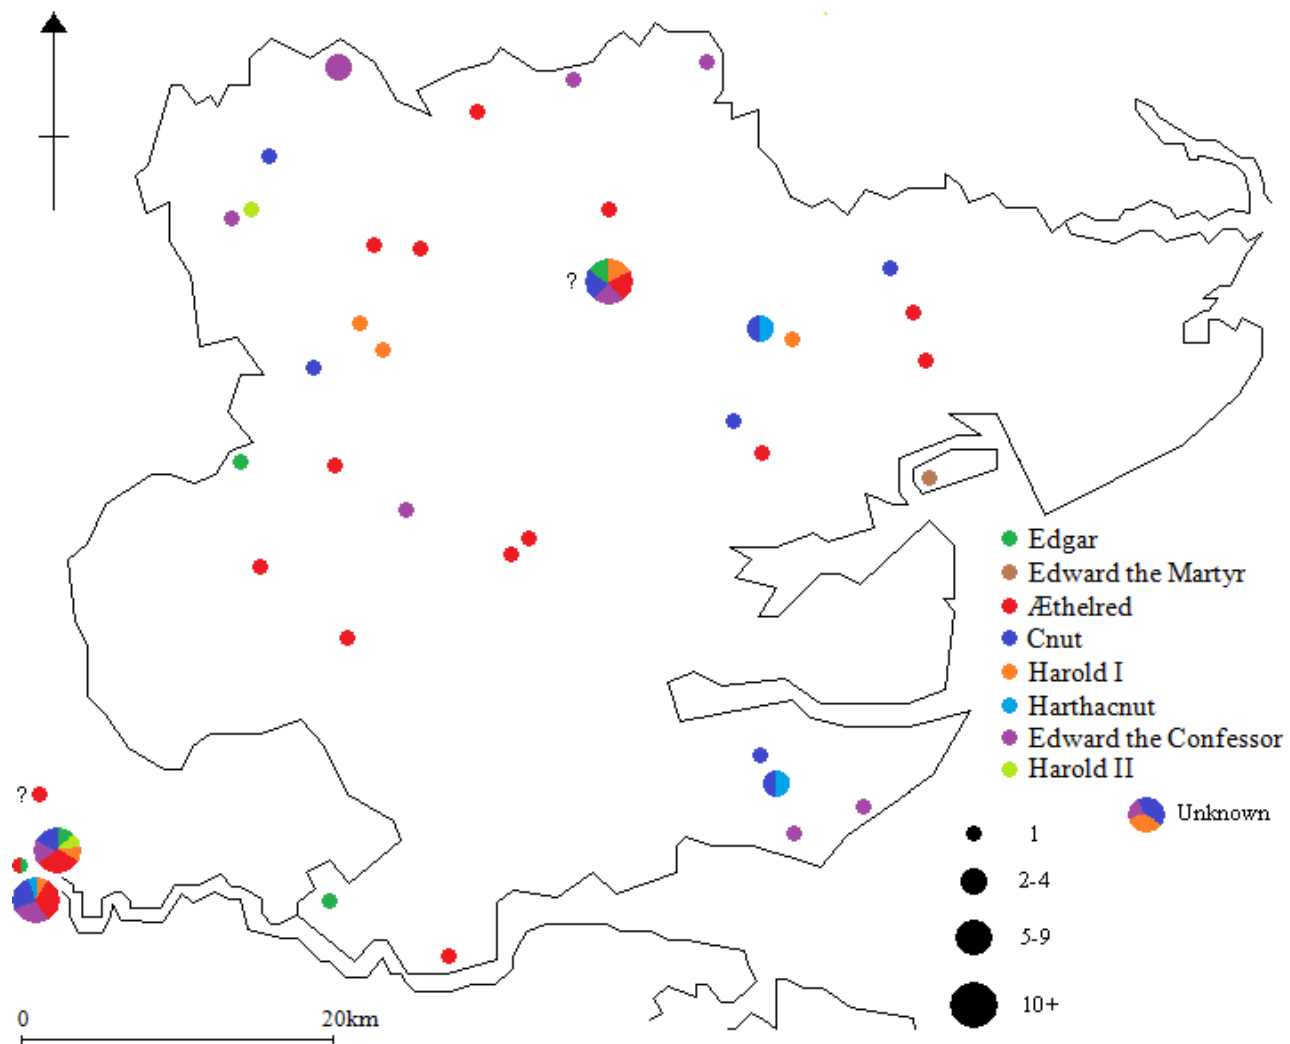 ?
Edgar
Edward the Martyr
Æthelred
Cnut
Harold I
Harthacnut
Edward the Confessor
Harold II
?
Unknown
1
2-4
5-9
10+
0 20km